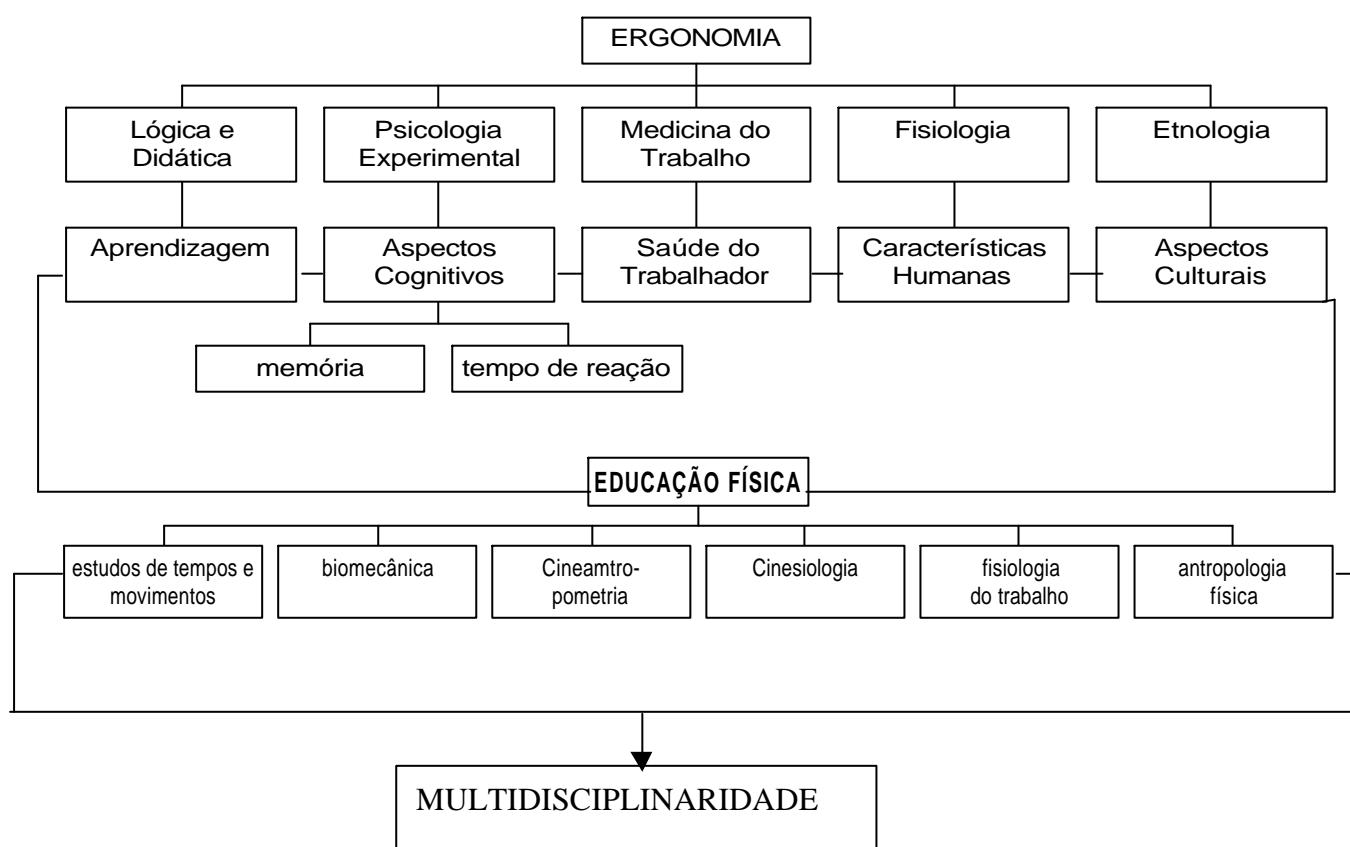 ERGONOMIA
Lógica e
Didática
Psicologia
Experimental
Medicina do
Trabalho
Fisiologia
Etnologia
Aprendizagem
Aspectos
Cognitivos
Saúde do
Trabalhador
Características
Humanas
Aspectos
Culturais
memória
tempo de reação
EDUCAÇÃO FÍSICA
estudos de tempos e
movimentos
biomecânica
Cineamtro-
pometria
Cinesiologia
fisiologia
do trabalho
antropologia
física
MULTIDISCIPLINARIDADE